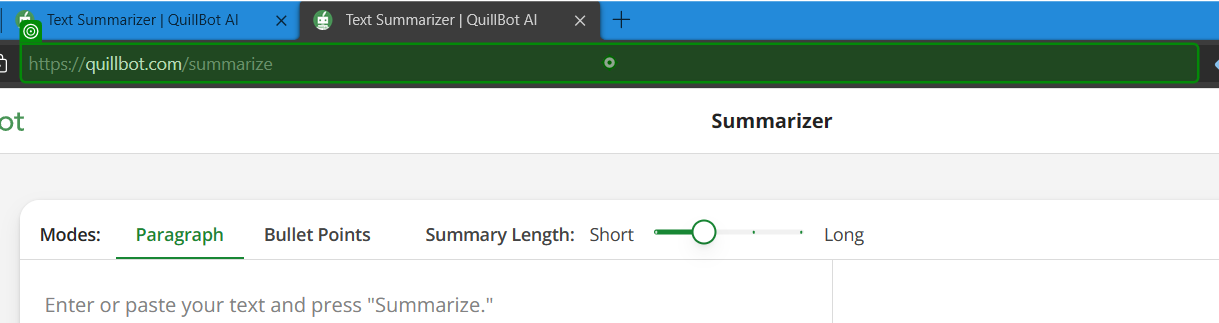 Text Summarizer | QuillBot AI
Text Summarizer | QuillBot AI
https://quillbot.com/summarize
ot
Summarizer
Modes: Paragraph Bullet Points Summary Length: Short Long
Enter or paste your text and press "Summarize."